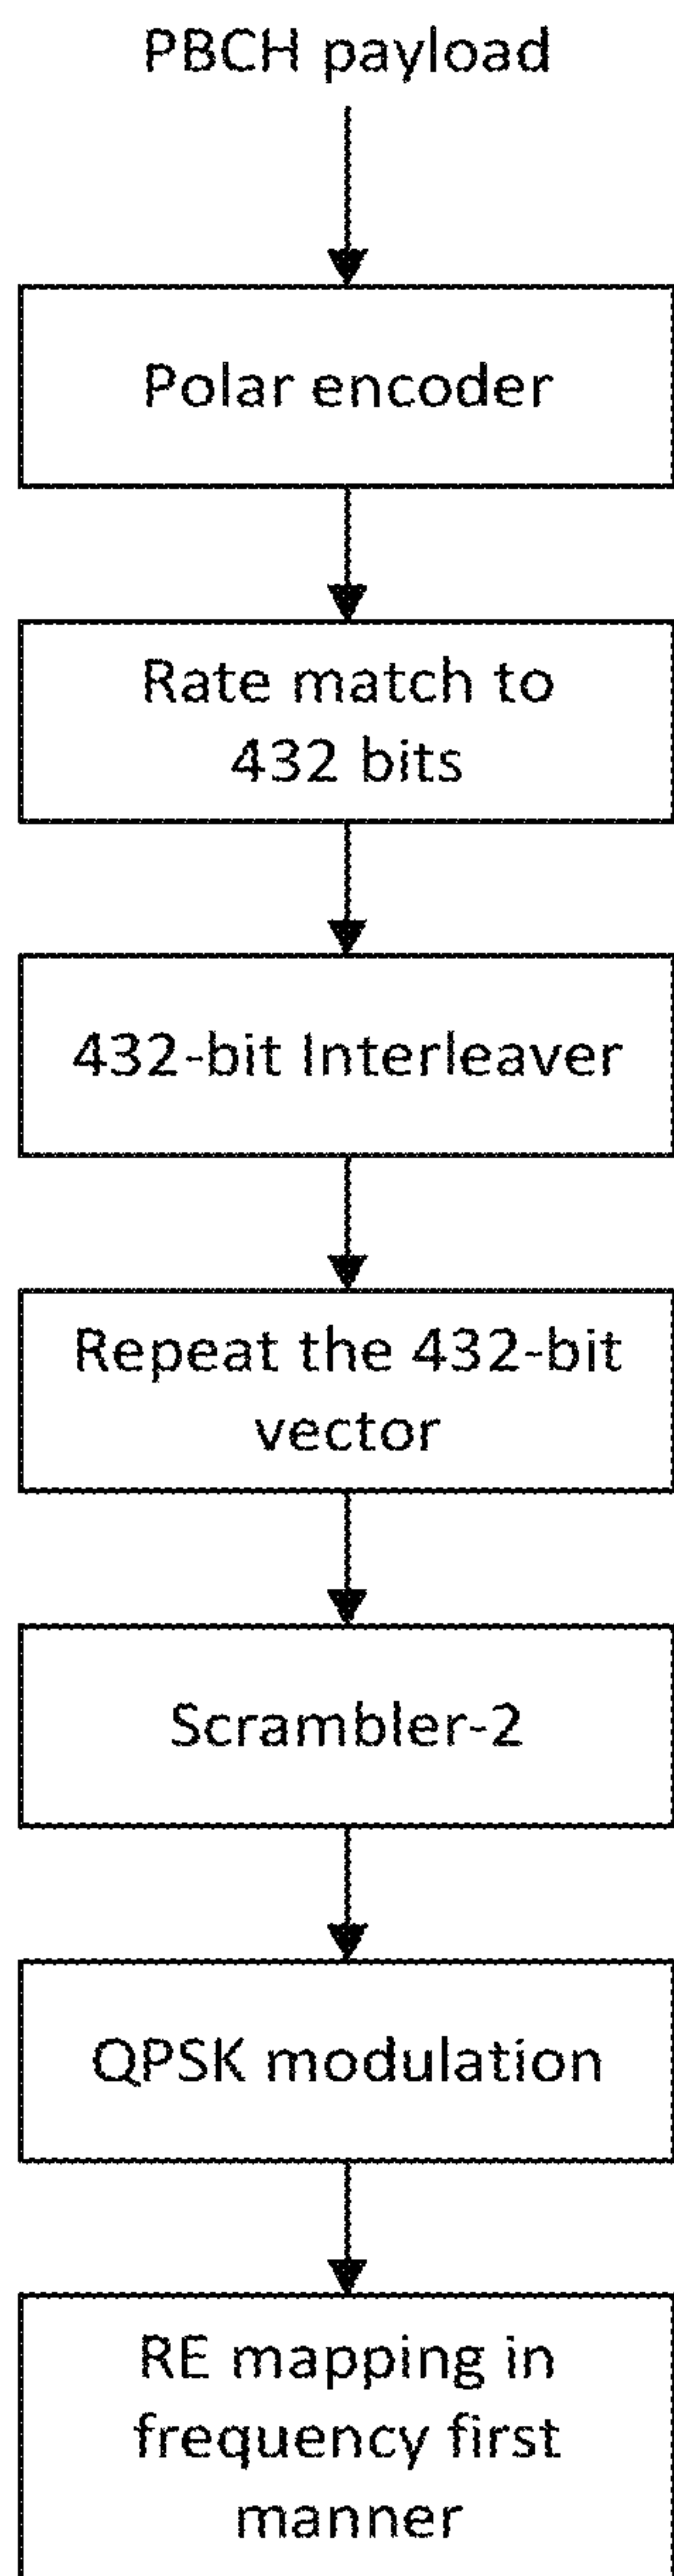 PBCH payload
Polar encoder
Rate match to
432 bits
432-bit Interleaver
Repeat the 432-bit
vector
Scrambler-2
QPSK modulation
RE mapping in
frequency first
manner